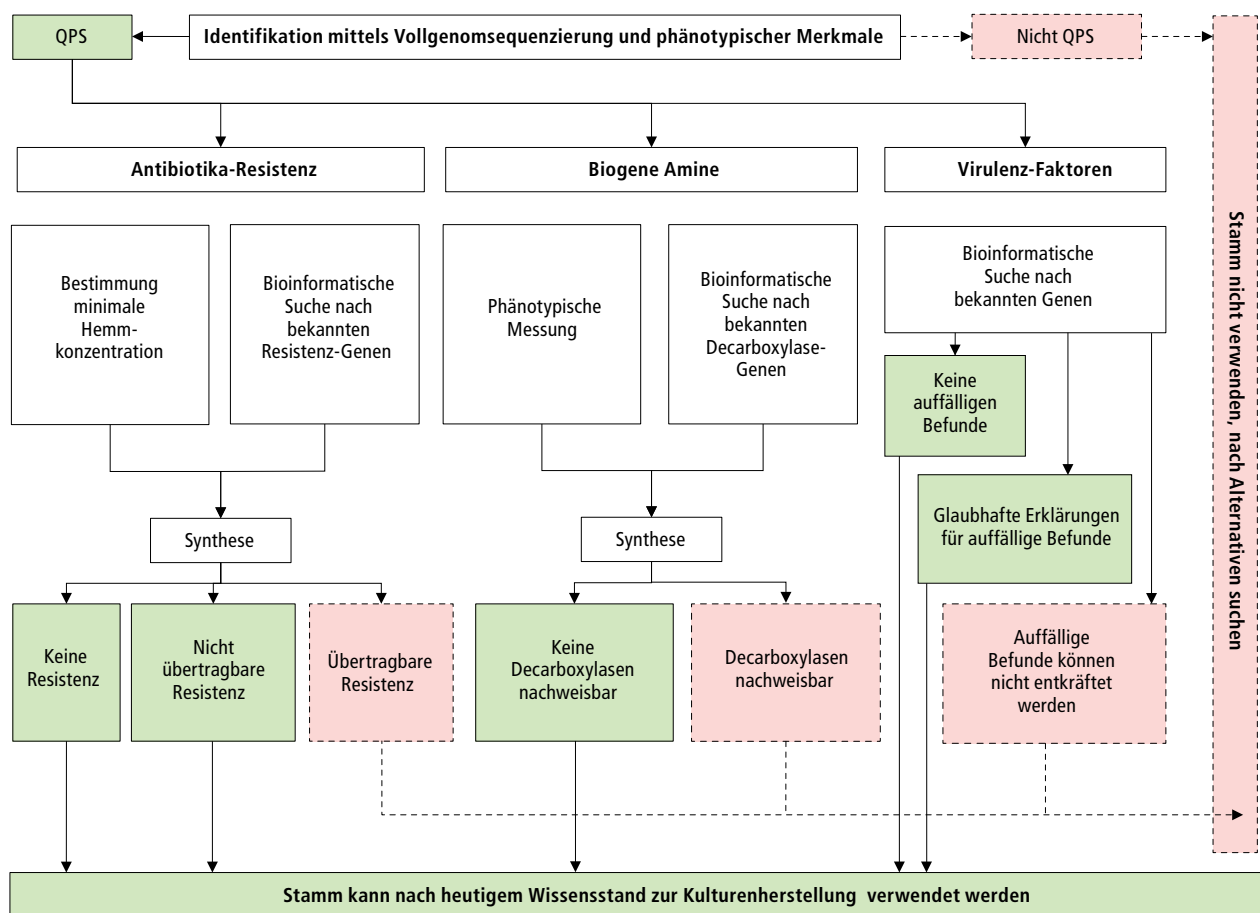 QPS
Identifikation mittels Vollgenomsequenzierung und phänotypischer Merkmale
Nicht QPS
Antibiotika-Resistenz
Biogene Amine
Virulenz-Faktoren
Bestimmung
minimale
Hemm-
konzentration
Bioinformatische
Suche nach
bekannten
Resistenz-Genen
Phänotypische
Messung
Bioinformatische
Suche nach
bekannten
Decarboxylase-
Genen
Bioinformatische
Suche nach
bekannten Genen
Keine
auffälligen
Befunde
Glaubhafte Erklärungen
für auffällige Befunde
Synthese
Synthese
Keine
Resistenz
Nicht
übertragbare
Resistenz
Übertragbare
Resistenz
Keine
Decarboxylasen
nachweisbar
Decarboxylasen
nachweisbar
Auffällige
Befunde können
nicht entkräftet
werden
Stamm nicht verwenden, nach Alternativen suchen
Stamm kann nach heutigem Wissensstand zur Kulturenherstellung verwendet werden